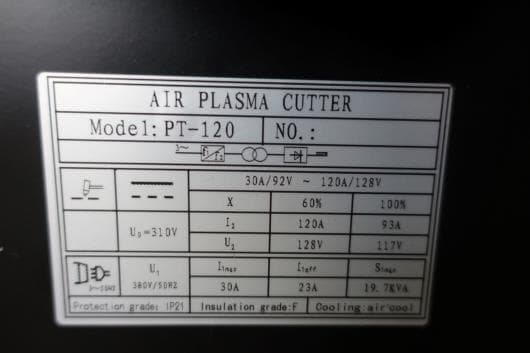 AIR PLASMA CUTTER
Model: PT-120 NO.:
30A/92V ~ 120A/128V
X 60% 100%
I₂ 120A 93A
U₀=310V
U₂ 128V 117V
U₁ I₁max I₁eff S₁max
380V/50HZ 30A 23A 19.7KVA
Protection grade: IP21 Insulation grade:F Cooling:air cool